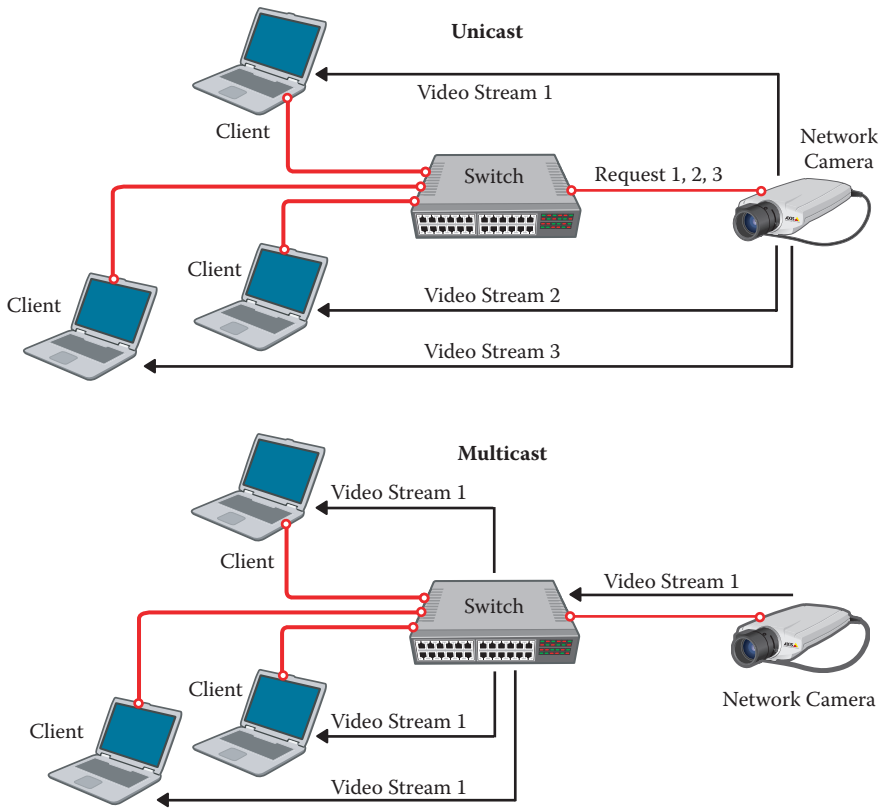 Unicast
Video Stream 1
Client
Network
Camera
Switch
Request 1, 2, 3
Client
Client
Video Stream 2
Video Stream 3
Multicast
Video Stream 1
Client
Video Stream 1
Switch
Client
Network Camera
Client
Video Stream 1
Video Stream 1
AXIS
AXIS